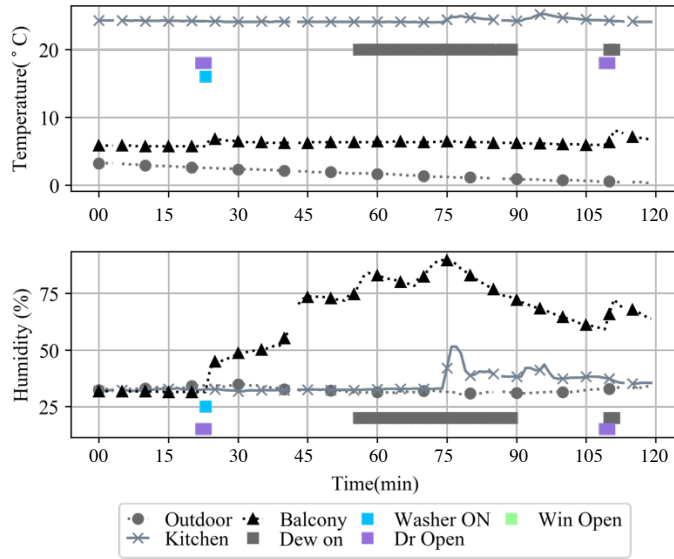 Temperature(°C)
20
10
0
00 15 30 45 60 75 90 105 120
Humidity (%)
75
50
25
00 15 30 45 60 75 90 105 120
Time(min)
Outdoor Balcony Washer ON Win Open
Kitchen Dew on Dr Open